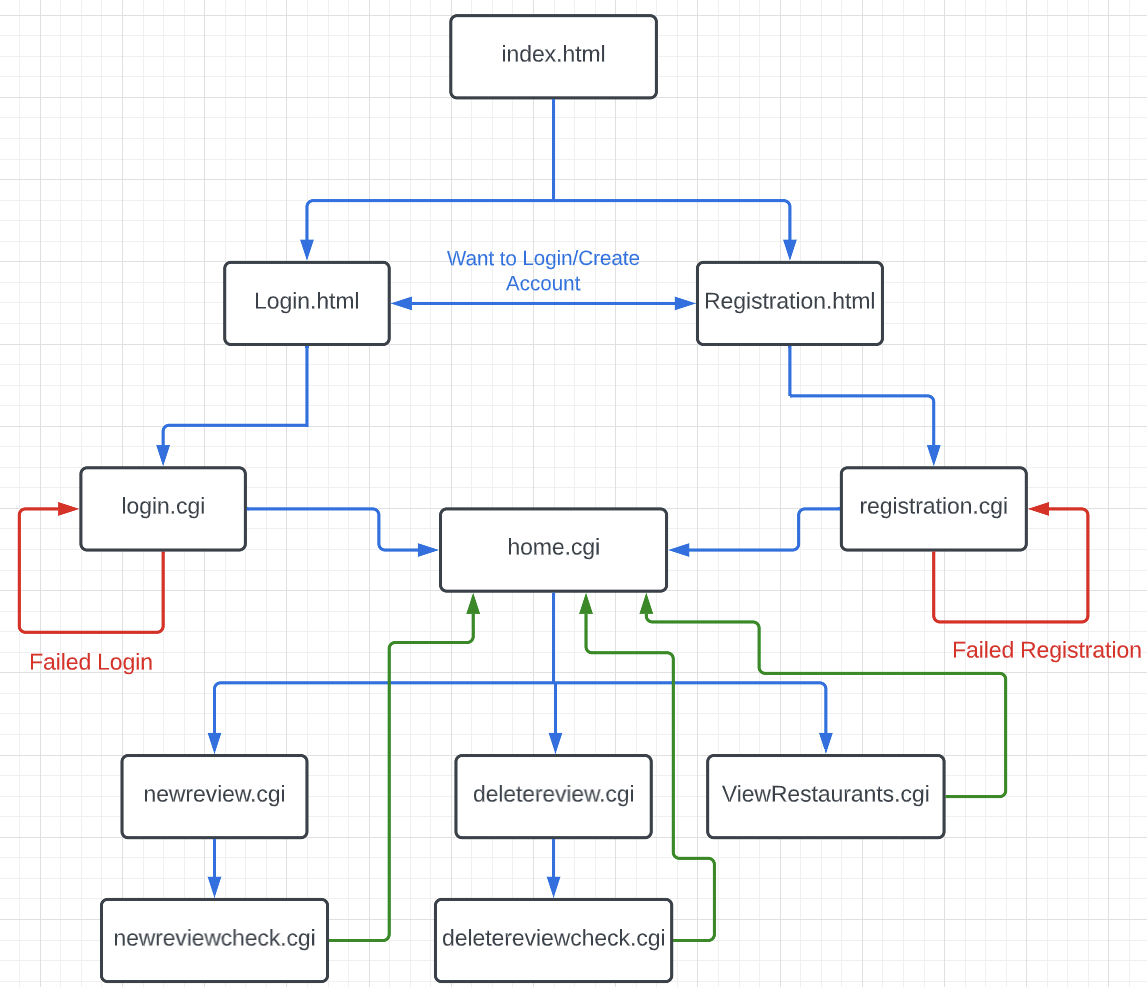 index.html
Want to Login/Create
Account
Login.html
Registration.html
login.cgi
registration.cgi
home.cgi
Failed Login
Failed Registration
newreview.cgi
deletereview.cgi
ViewRestaurants.cgi
newreviewcheck.cgi
deletereviewcheck.cgi